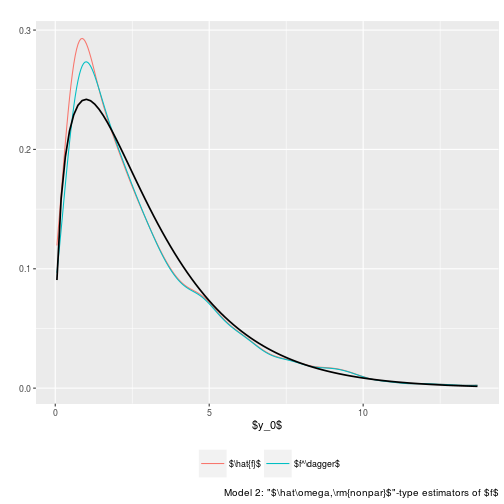 0.3
0.2
0.1
0.0
0 5 10
$y_0$
$\hat{f}$ $f^\dagger$
Model 2: "$\hat\omega,\rm{nonpar}$"-type estimators of $f$